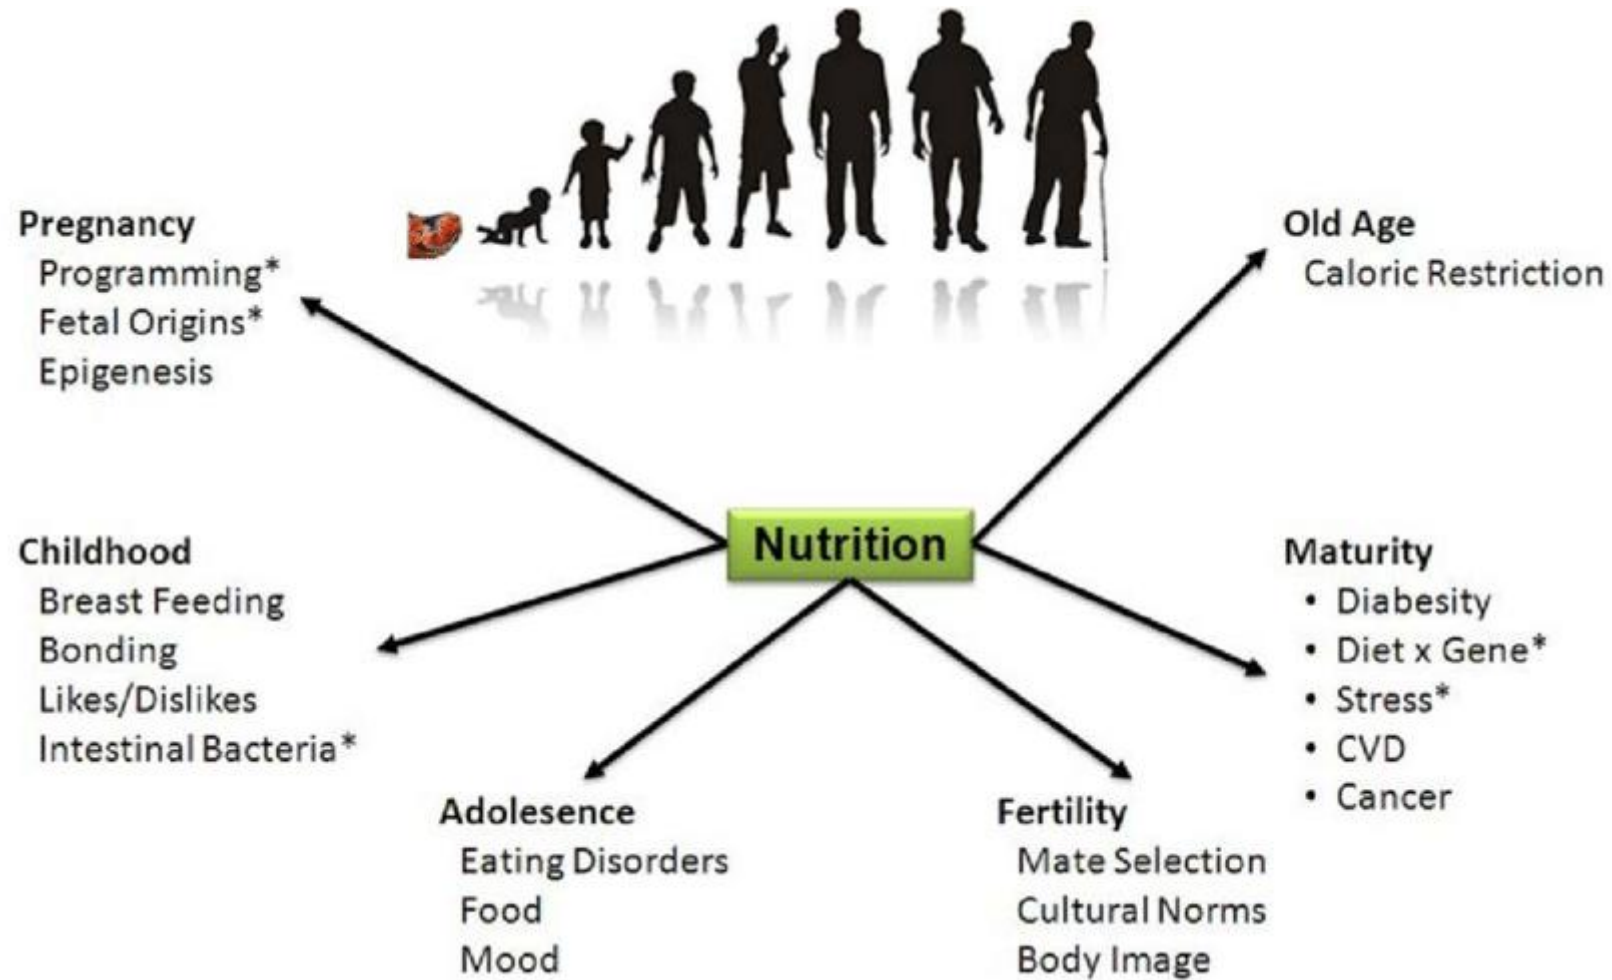 Pregnancy
Programming*
Fetal Origins*
Epigenesis
Old Age
Caloric Restriction
Nutrition
Childhood
Breast Feeding
Bonding
Likes/Dislikes
Intestinal Bacteria*
Maturity
• Diabesity
• Diet x Gene*
• Stress*
• CVD
• Cancer
Adolesence
Eating Disorders
Food
Mood
Fertility
Mate Selection
Cultural Norms
Body Image